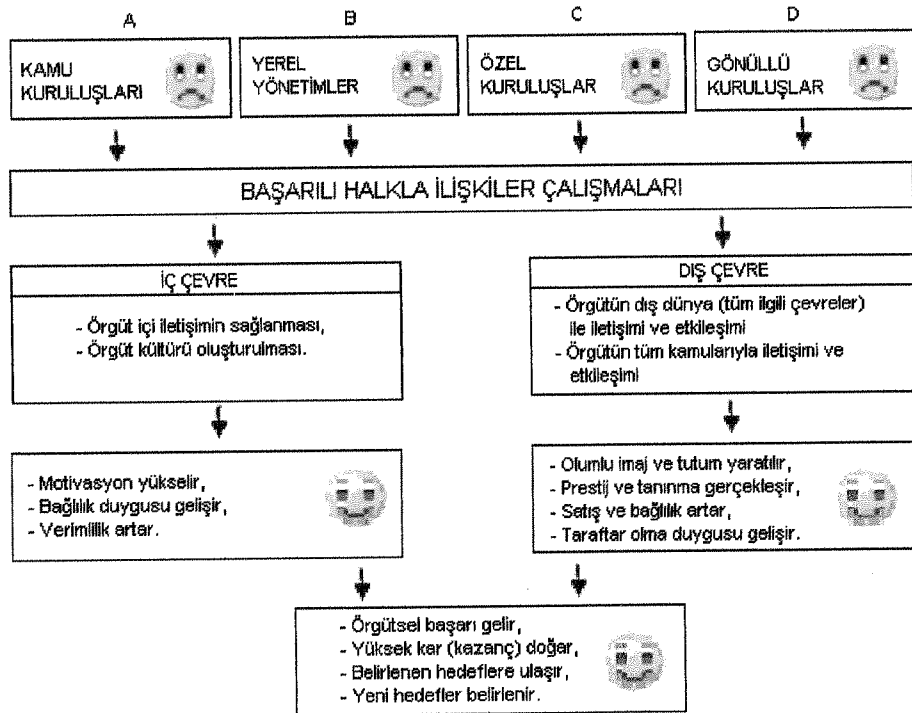 A
B
C
D
KAMU
KURULUŞLARI
YEREL
YÖNETİMLER
ÖZEL
KURULUŞLAR
GÖNÜLLÜ
KURULUŞLAR
BAŞARILI HALKLA İLİŞKİLER ÇALIŞMALARI
İÇ ÇEVRE
- Örgüt içi iletişimin sağlanması,
- Örgüt kültürü oluşturulması.
DIŞ ÇEVRE
- Örgütün dış dünya (tüm ilgili çevreler)
ile iletişimi ve etkileşimi
- Örgütün tüm kamularıyla iletişimi ve
etkileşimi
- Motivasyon yükselir,
- Bağlılık duygusu gelişir,
- Verimlilik artar.
- Olumlu imaj ve tutum yaratılır,
- Prestij ve tanınma gerçekleşir,
- Satış ve bağlılık artar,
- Taraftar olma duygusu gelişir.
- Örgütsel başarı gelir,
- Yüksek kar (kazanç) doğar,
- Belirlenen hedeflere ulaşır,
- Yeni hedefler belirlenir.